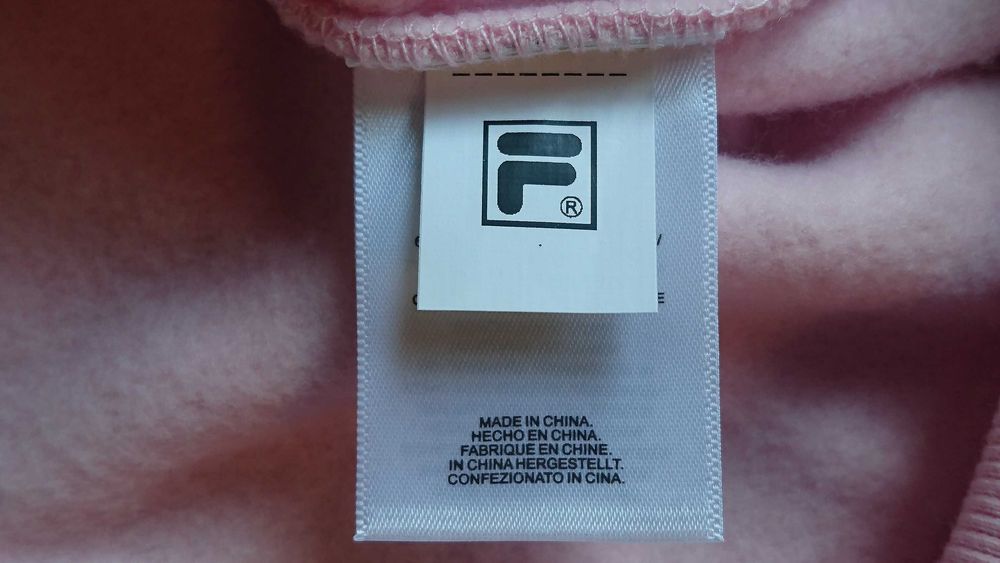 F
®
MADE IN CHINA.
HECHO EN CHINA.
FABRIQUE EN CHINE.
IN CHINA HERGESTELLT.
CONFEZIONATO IN CINA.